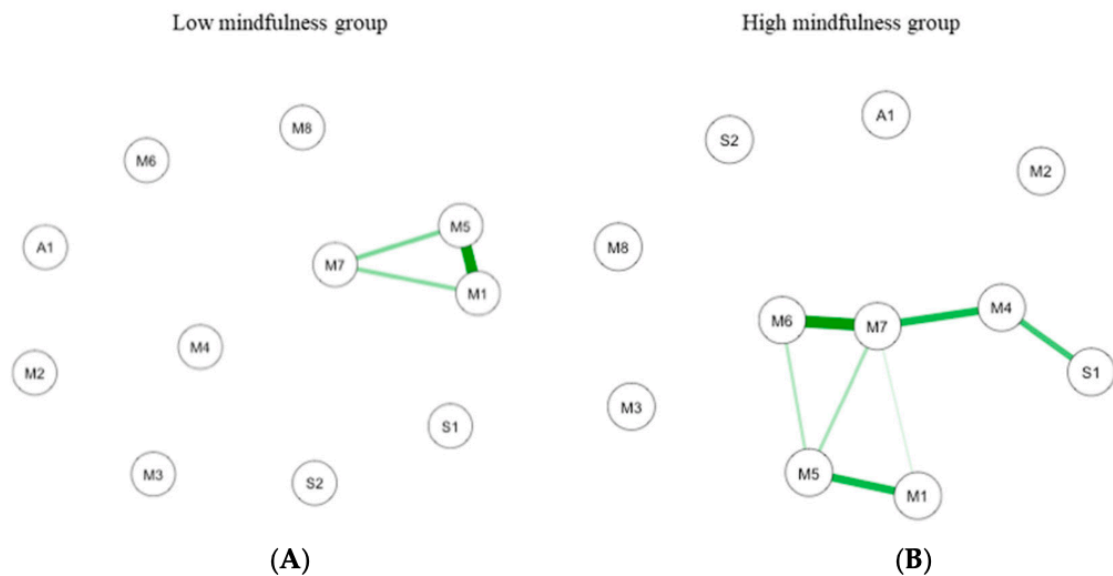 Low mindfulness group
M8
M6
M5
A1
M7
M1
M4
M2
S1
M3
S2
(A)
High mindfulness group
A1
S2
M2
M8
M4
M6
M7
S1
M3
M5
M1
(B)